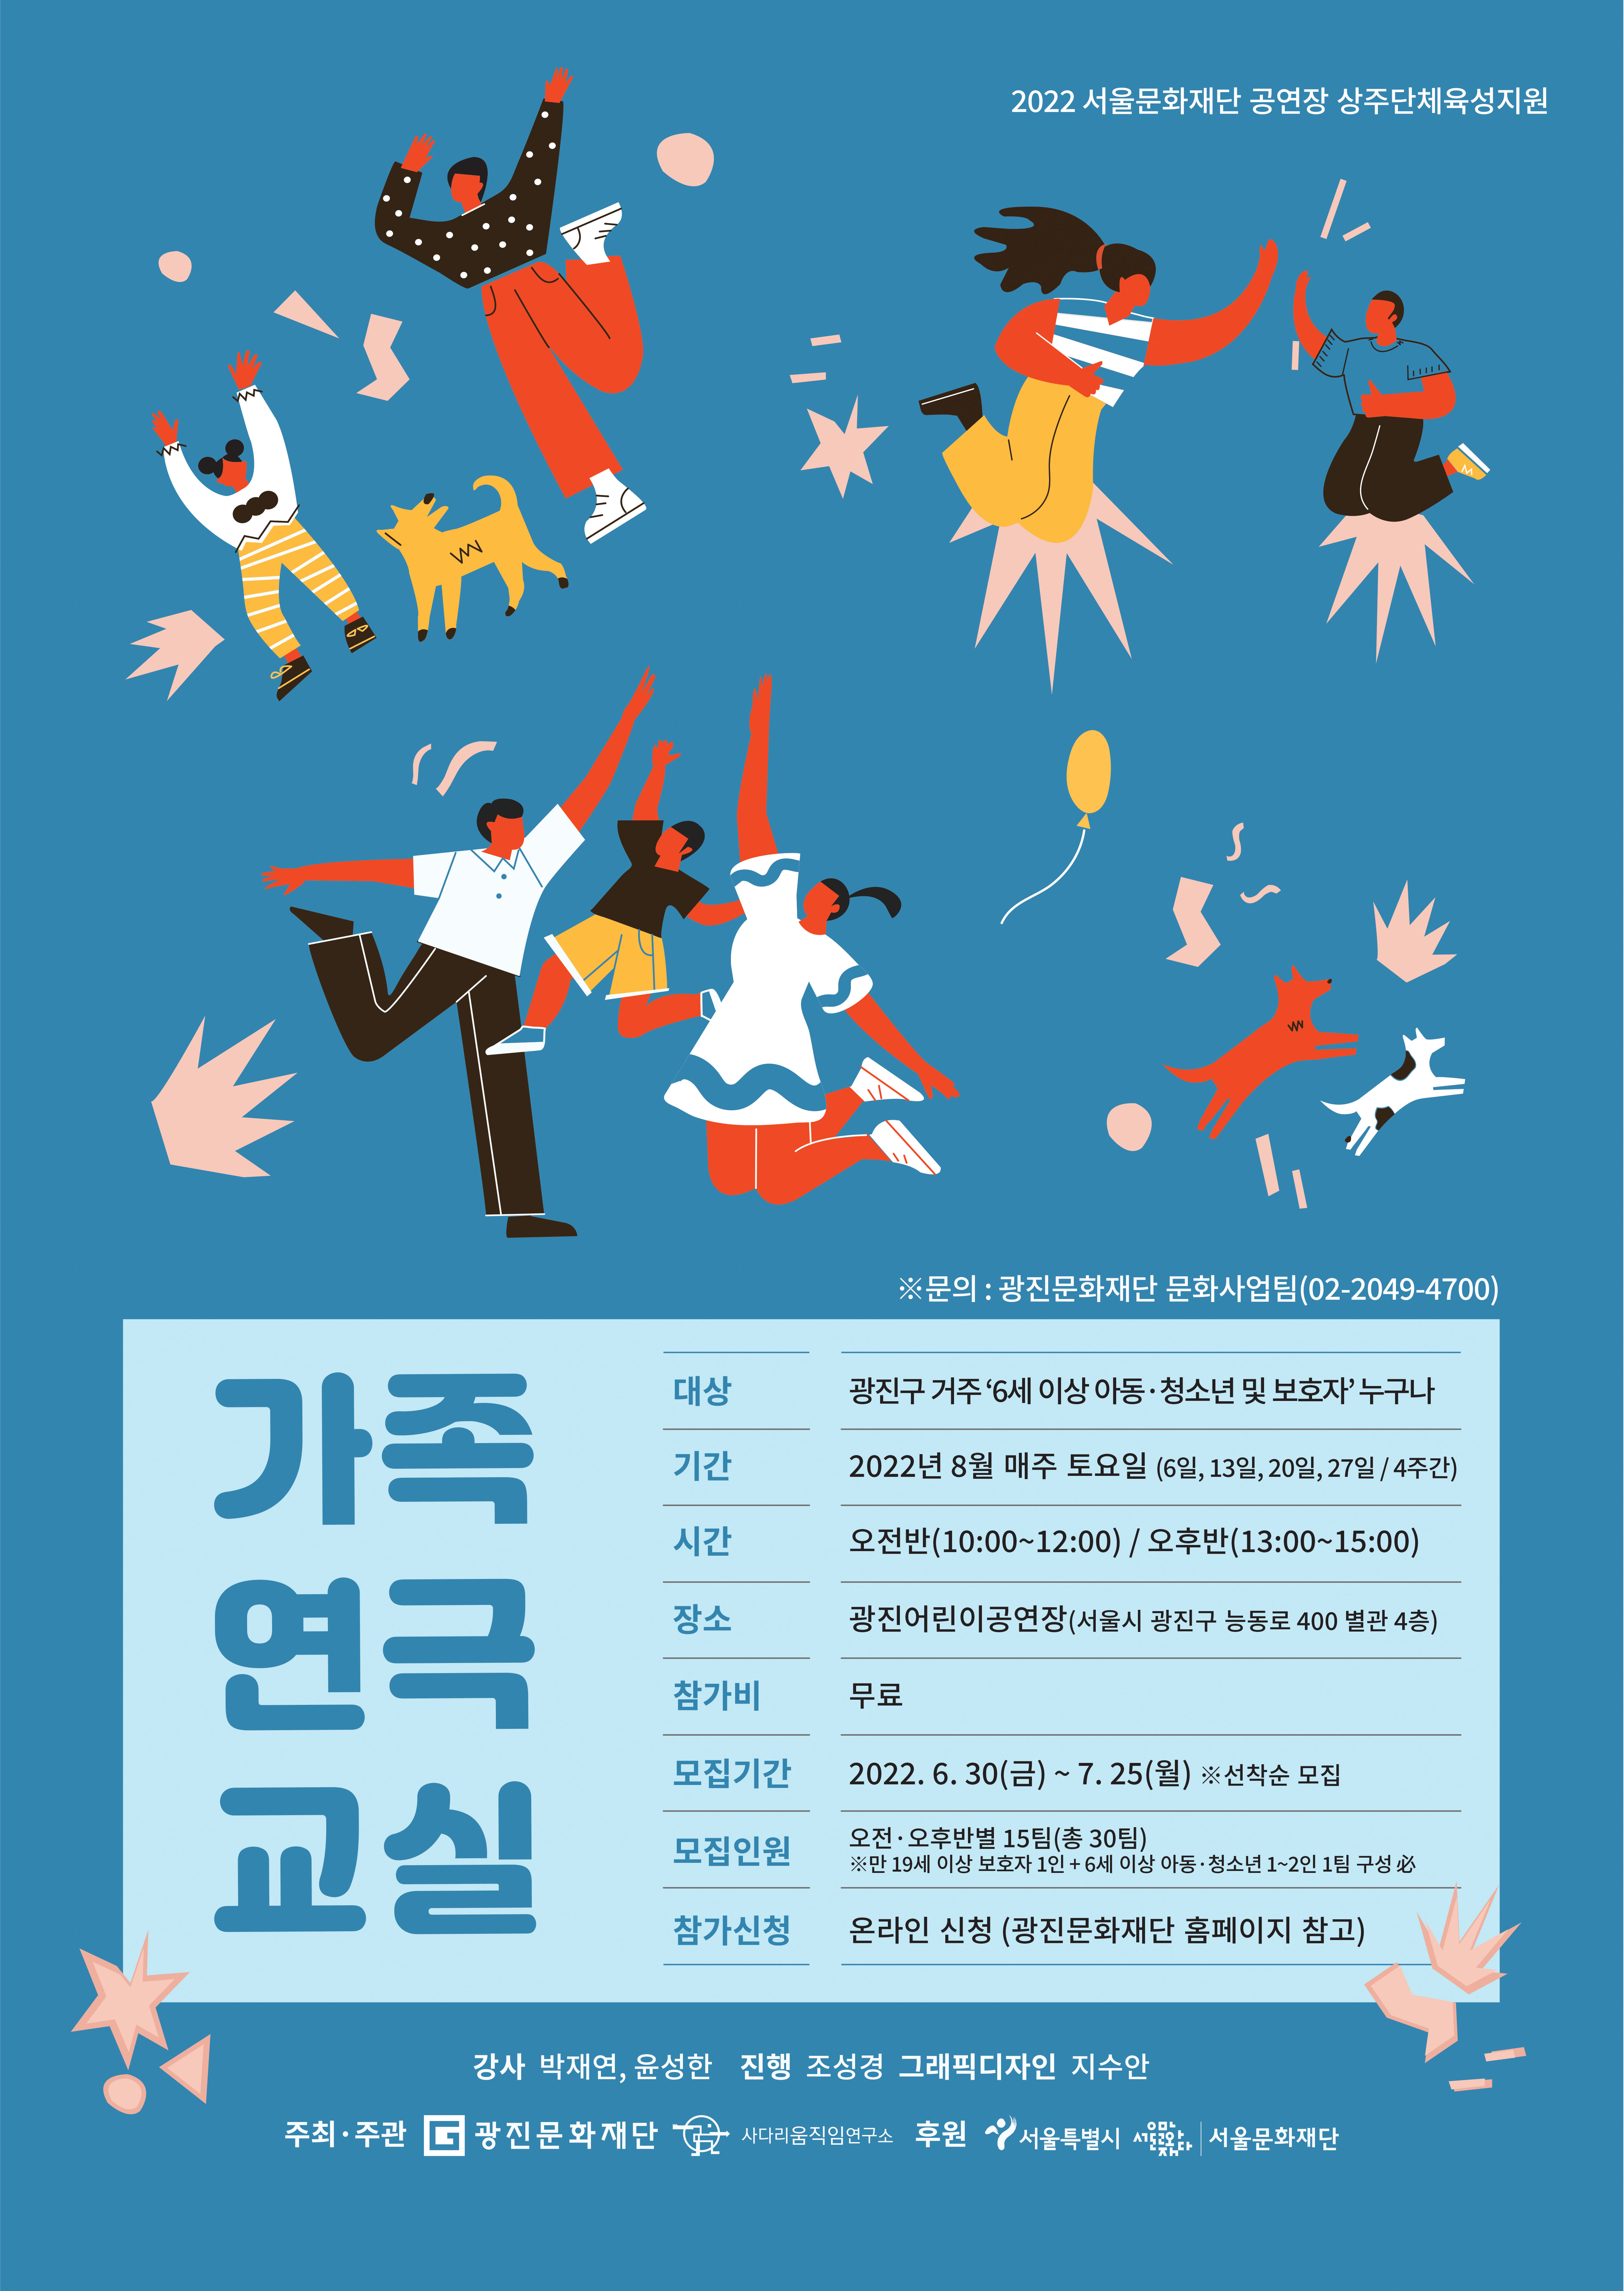 2022 서울문화재단 공연장 상주단체육성지원
※문의 : 광진문화재단 문화사업팀(02-2049-4700)
가족
연극
교실
대상 광진구 거주 ‘6세 이상 아동·청소년 및 보호자’ 누구나
기간 2022년 8월 매주 토요일 (6일, 13일, 20일, 27일 / 4주간)
시간 오전반(10:00~12:00) / 오후반(13:00~15:00)
장소 광진어린이공연장(서울시 광진구 능동로 400 별관 4층)
참가비 무료
모집기간 2022. 6. 30(금) ~ 7. 25(월) ※선착순 모집
모집인원 오전·오후반별 15팀(총 30팀)
※만 19세 이상 보호자 1인 + 6세 이상 아동·청소년 1~2인 1팀 구성 必
참가신청 온라인 신청 (광진문화재단 홈페이지 참고)
강사 박재연, 윤성한 진행 조성경 그래픽디자인 지수안
주최·주관 광진문화재단 사다리움직임연구소 후원 서울특별시 서울문화재단